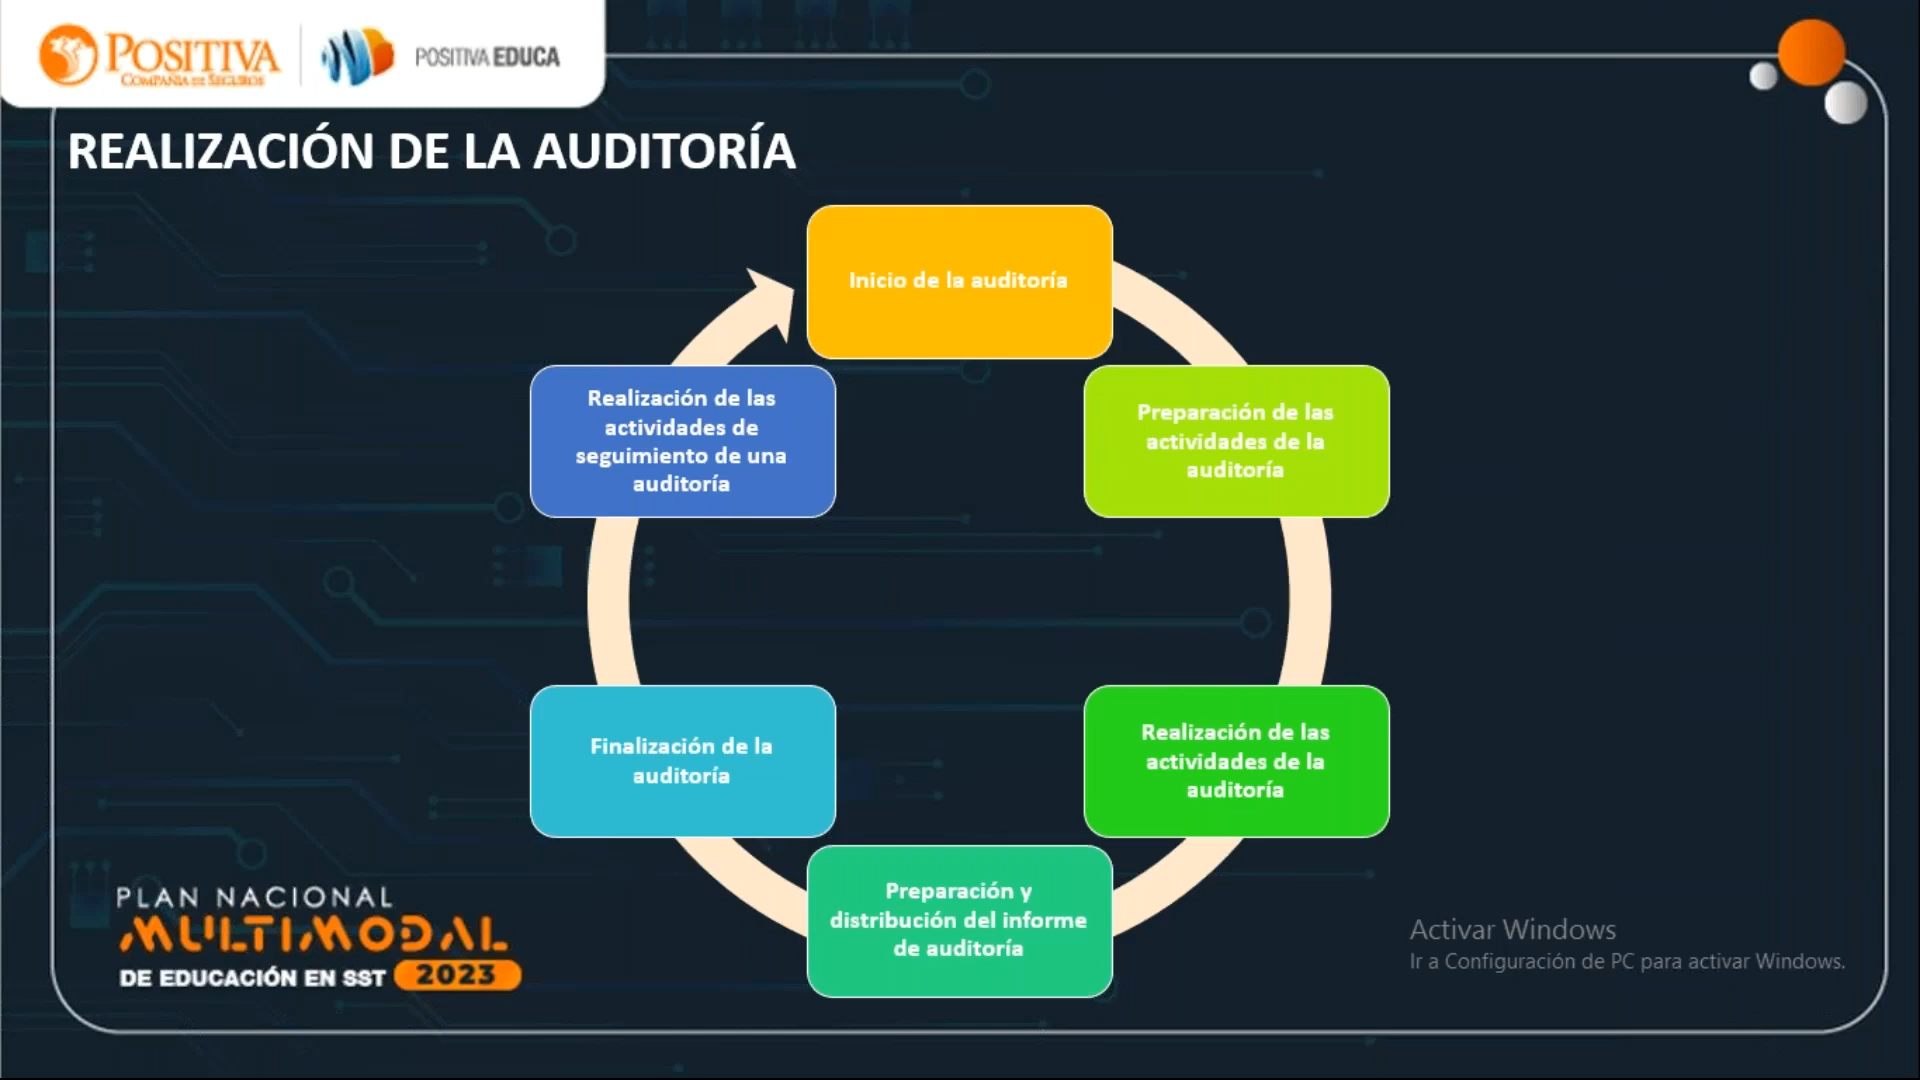 POSITIVA
COMPAÑIA DE SEGUROS
POSITIVA EDUCA
REALIZACIÓN DE LA AUDITORÍA
Inicio de la auditoría
Preparación de las
actividades de la
auditoría
Realización de las
actividades de la
auditoría
Preparación y
distribución del informe
de auditoría
Finalización de la
auditoría
Realización de las
actividades de
seguimiento de una
auditoría
PLAN NACIONAL
MULTIMODAL
DE EDUCACIÓN EN SST 2023
Activar Windows
Ir a Configuración de PC para activar Windows.